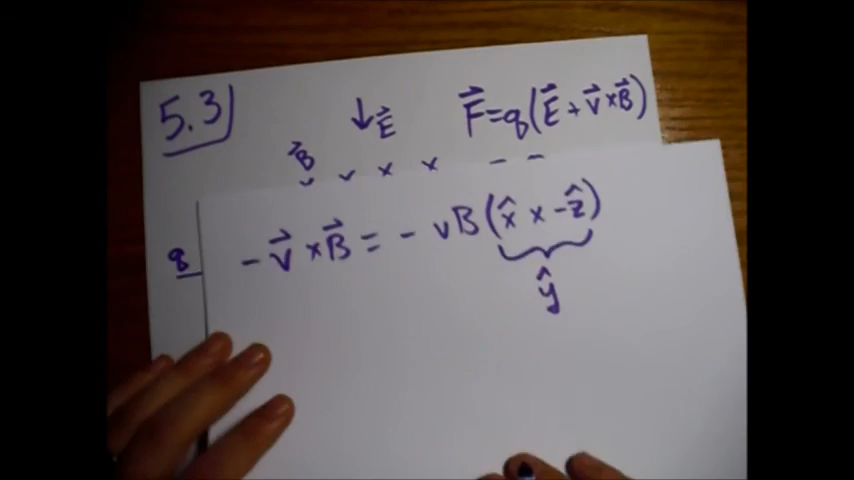 5.3
↓ E⃗
F⃗ = q(E⃗ + v⃗ × B⃗)
B⃗
× ×
q
- v⃗ × B⃗ = - vB(x̂ × -ẑ)
ŷ